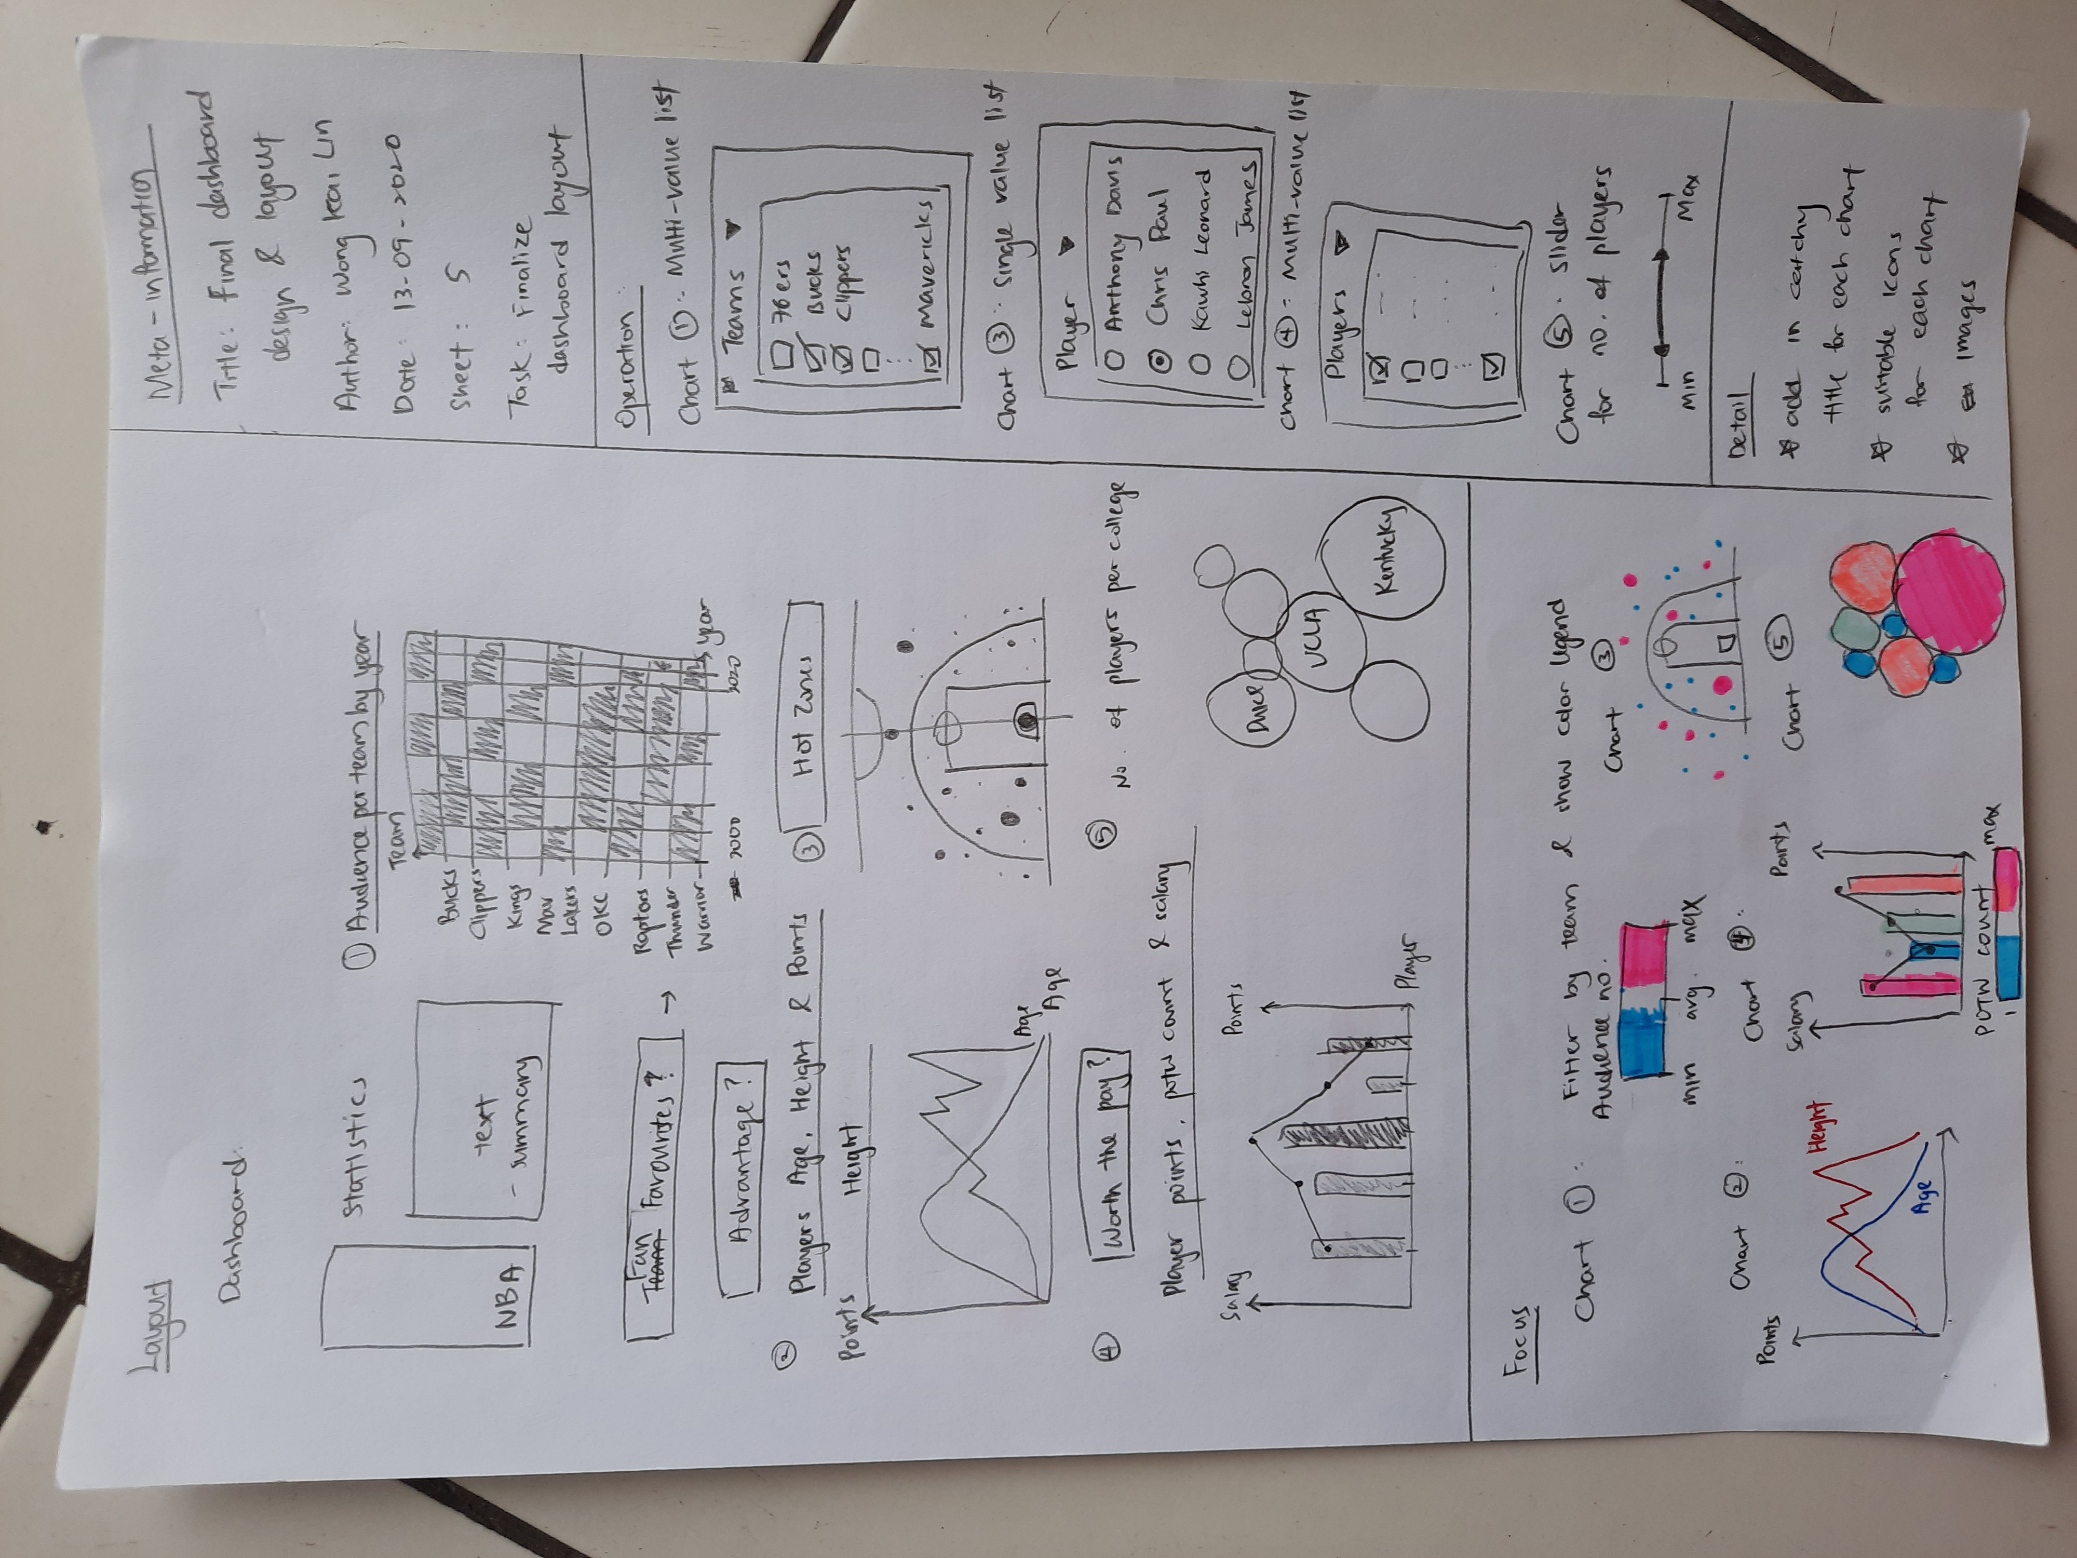 Layout
Dashboard:
NBA
Statistics
text
- summary
① Audience per team by year
Team
Bucks
Clippers
Kings
Mav
Lakers
OKC
Raptors
Thunder
Warrior
year
2000
2020
Fan
Team Favourites?
Advantage?
②
Players Age, Height & Points
Points
Height
Age
Age
③ Hot Zones
④
Worth the pay?
Player points, potw count & salary
Salary
Points
Player
⑤
No. of players per college
UCLA
Kentucky
Focus
Chart ①: Filter by team & show color legend
Audience no.
min avg. max
Chart ②:
Points
Height
Age
Chart ③
Chart ④:
Salary
Points
POTW count
1
max
Chart ⑤
Meta-information
Title: Final dashboard
design & layout
Author: Wong Kai Lin
Date: 13-09-2020
Sheet: 5
Task: Finalize
dashboard layout
Operation:
Chart ①: Multi-value list
Teams
76ers
Bucks
Clippers
Mavericks
Chart ③: Single value list
Player
Anthony Davis
Chris Paul
Kawhi Leonard
Lebron James
Chart ④: Multi-value list
Players
Chart ⑤: slider
for no. of players
Min Max
Detail
add in catchy
title for each chart
suitable icons
for each chart
Images